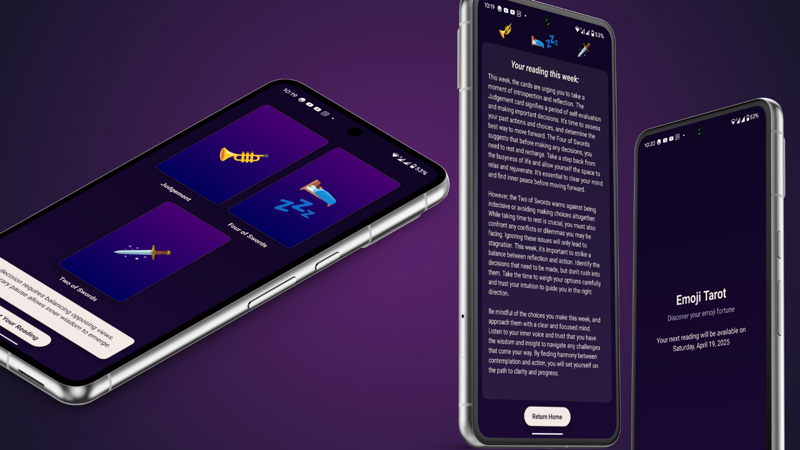 10:19
53%
Judgement
Four of Swords
Two of Swords
decision requires balancing opposing views.
rary pause allows inner wisdom to emerge.
Your Reading
10:19
53%
Your reading this week:
This week, the cards are urging you to take a
moment of introspection and reflection. The
Judgement card signifies a period of self-evaluation
and making important decisions. It's time to assess
your past actions and choices, and determine the
best way to move forward. The Four of Swords
suggests that before making any decisions, you
need to rest and recharge. Take a step back from
the busyness of life and allow yourself the space to
relax and rejuvenate. It's essential to clear your mind
and find inner peace before moving forward.
However, the Two of Swords warns against being
indecisive or avoiding making choices altogether.
While taking time to rest is crucial, you must also
confront any conflicts or dilemmas you may be
facing. Ignoring these issues will only lead to
stagnation. This week, it's important to strike a
balance between reflection and action. Identify the
decisions that need to be made, but don't rush into
them. Take the time to weigh your options carefully
and trust your intuition to guide you in the right
direction.
Be mindful of the choices you make this week, and
approach them with a clear and focused mind.
Listen to your inner voice and trust that you have
the wisdom and insight to navigate any challenges
that come your way. By finding harmony between
contemplation and action, you will set yourself on
the path to clarity and progress.
Return Home
10:20
53%
Emoji Tarot
Discover your emoji fortune
Your next reading will be available on
Saturday, April 19, 2025